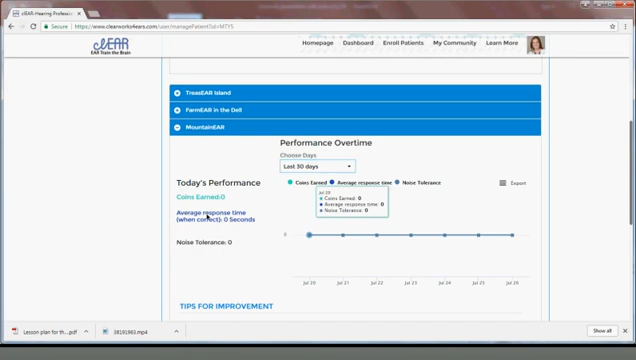 clEAR-Hearing Professio
Secure
https://www.clearworks4ears.com/user/managePatient?id=MTY5
clEAR
EAR Train the Brain
Homepage
Dashboard
Enroll Patients
My Community
Learn More
TreasEAR Island
FarmEAR in the Dell
MountainEAR
Performance Overtime
Choose Days
Last 30 days
Today's Performance
Coins Earned
Average response time
Noise Tolerance
Export
Coins Earned:0
Jul 20
Coins Earned: 0
Average response time: 0
Noise Tolerance: 0
Average response time
(when correct): 0 Seconds
Noise Tolerance: 0
0
Jul 20
Jul 21
Jul 22
Jul 23
Jul 24
Jul 25
Jul 26
TIPS FOR IMPROVEMENT
Lesson plan for th....pdf
38191963.mp4
Show all